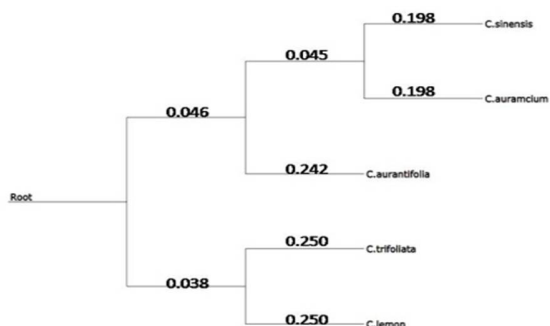 0.198 C.sinensis
0.045
0.198 C.auramcium
0.046
0.242 C.aurantifolia
Root
0.250 C.trifoliata
0.038
0.250 C.lemon